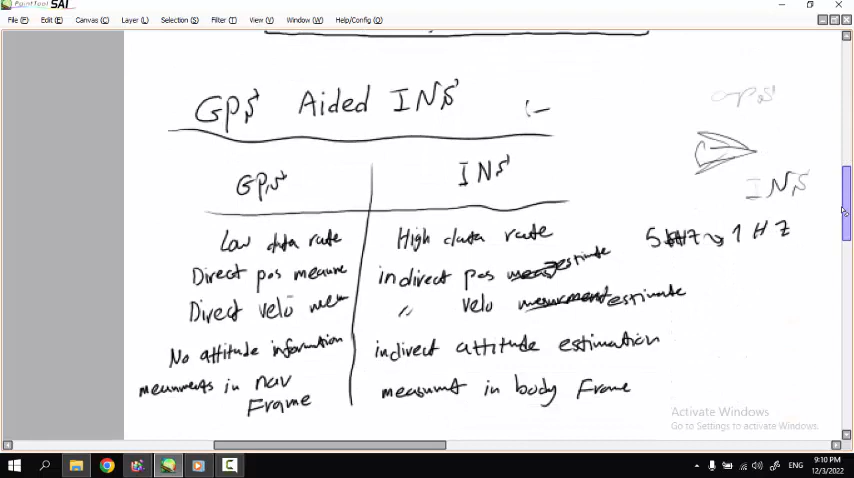 PaintTool SAI
File (F) Edit (E) Canvas (C) Layer (L) Selection (S) Filter (T) View (V) Window (W) Help/Config (O)
GPS Aided INS :-
GPS
INS
GPS INS
Low data rate High data rate 5 HZ 1 HZ
Direct pos measure indirect pos estimate
Direct velo mea " velo estimate
No attitude information indirect attitude estimation
in nav measurmt in body Frame
Frame
Activate Windows
Go to Settings to activate Windows.
ENG
9:10 PM
12/3/2022